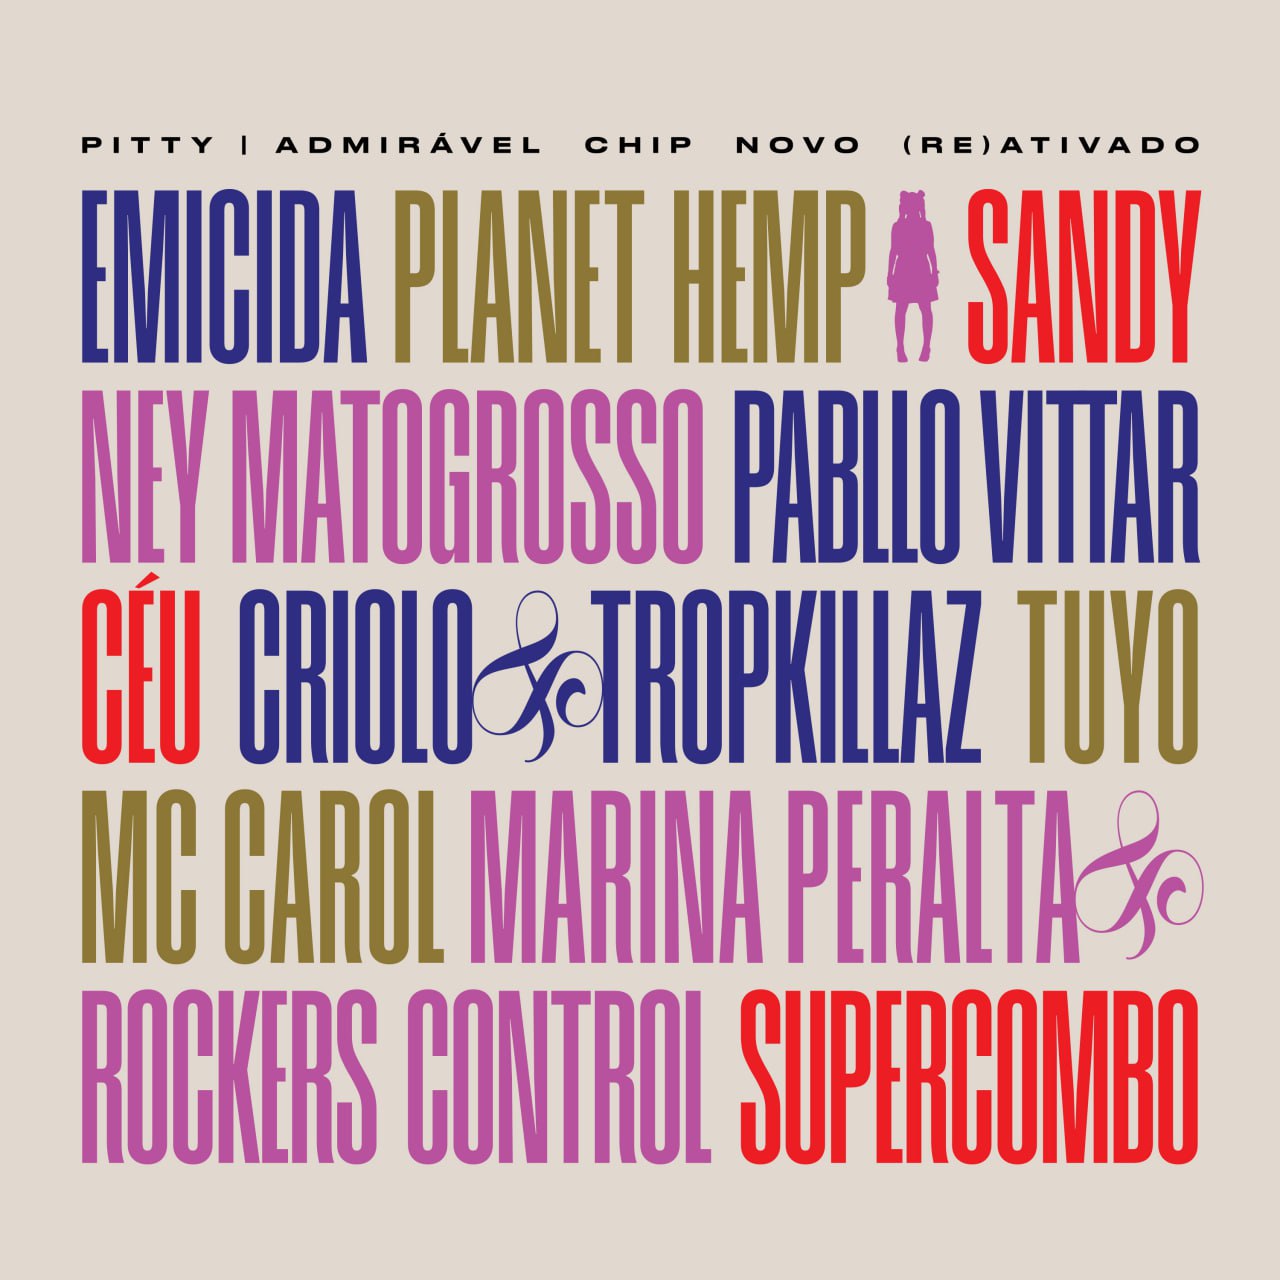 PITTY | ADMIRÁVEL CHIP NOVO (RE)ATIVADO
EMICIDA PLANET HEMP SANDY
NEY MATOGROSSO PABLLO VITTAR
CÉU CRIOLO & TROPKILLAZ TUYO
MC CAROL MARINA PERALTA &
ROCKERS CONTROL SUPERCOMBO